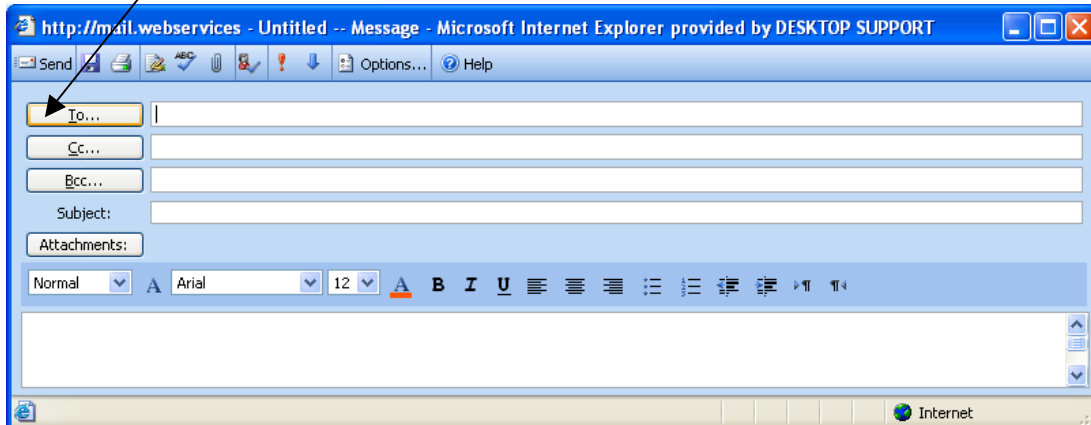 http://mail.webservices - Untitled -- Message - Microsoft Internet Explorer provided by DESKTOP SUPPORT
Send ABC Options... Help
To...
Cc...
Bcc...
Subject:
Attachments:
Normal A Arial 12 A B I U
Internet